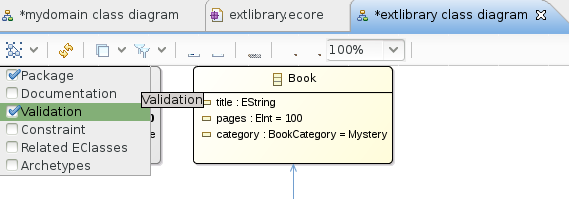 *mydomain class diagram
extlibrary.ecore
*extlibrary class diagram
100%
Package
Documentation
Validation
Constraint
Related EClasses
Archetypes
Validation
Book
title : EString
pages : EInt = 100
category : BookCategory = Mystery